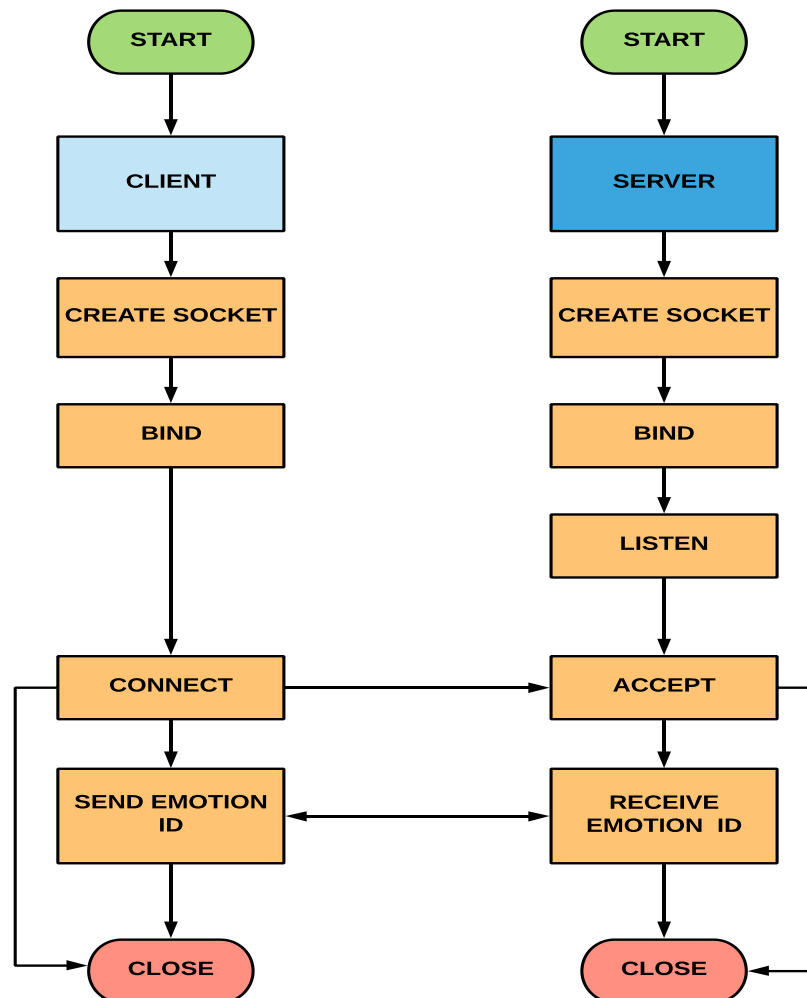 START
CLIENT
CREATE SOCKET
BIND
CONNECT
SEND EMOTION
ID
CLOSE
START
SERVER
CREATE SOCKET
BIND
LISTEN
ACCEPT
RECEIVE
EMOTION ID
CLOSE